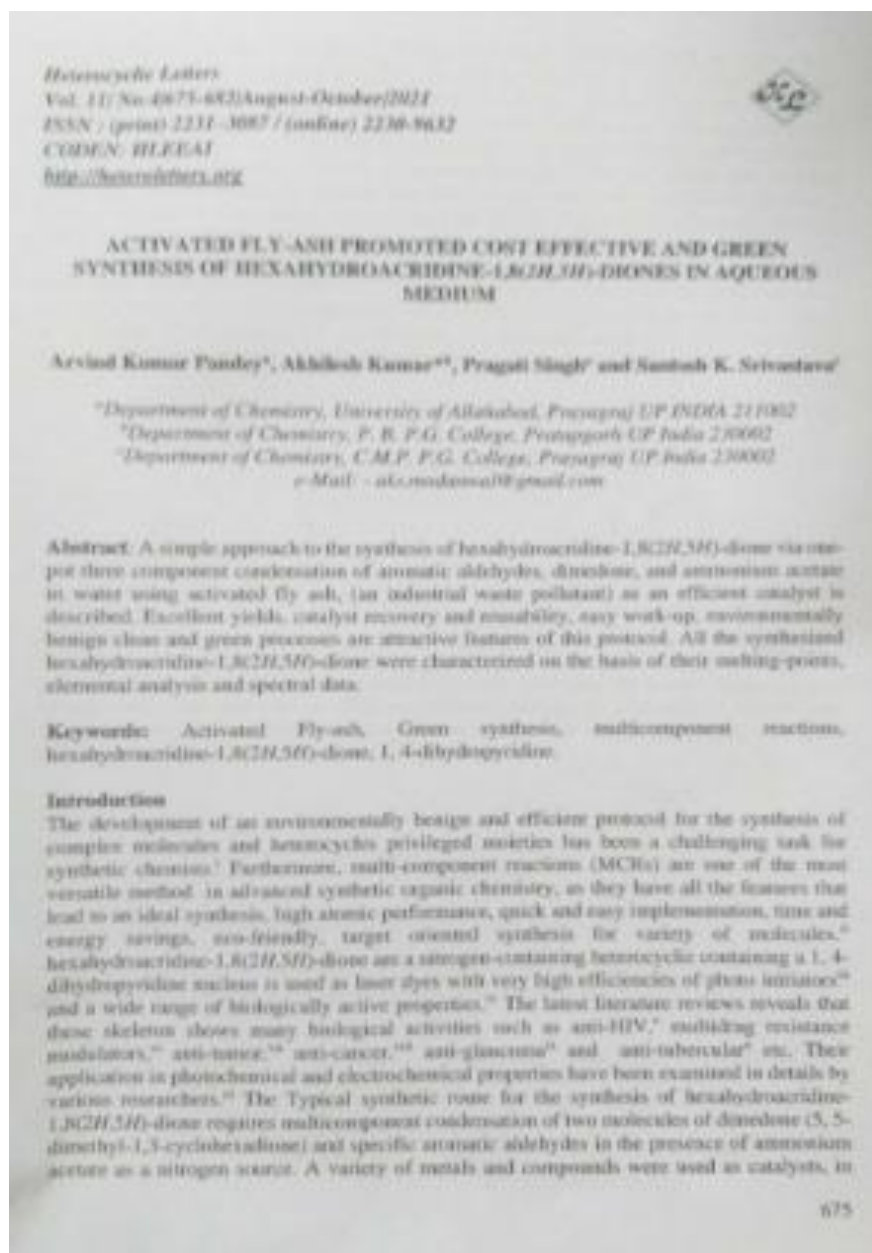 Heterocyclic Letters
Vol. 11/ No.4/675-682/August-October/2021
ISSN : (print) 2231–3087 / (online) 2230-9632
CODEN: HLEEAI
http://heteroletters.org
HL
ACTIVATED FLY-ASH PROMOTED COST EFFECTIVE AND GREEN
SYNTHESIS OF HEXAHYDROACRIDINE-1,8(2H,5H)-DIONES IN AQUEOUS
MEDIUM
Arvind Kumar Pandey, Akhilesh Kumar, Pragati Singh and Santosh K. Srivastava
Department of Chemistry, University of Allahabad, Prayagraj UP INDIA 211002
Department of Chemistry, P. B. P.G. College, Pratapgarh UP India 230002
Department of Chemistry, C.M.P. P.G. College, Prayagraj UP India
e-Mail: -
Abstract: A simple approach to the synthesis of hexahydroacridine-1,8(2H,5H)-dione via one-
pot three component condensation of aromatic aldehydes, dimedone, and ammonium acetate
in water using activated fly ash, (an industrial waste pollutant) as an efficient catalyst is
described. Excellent yields, catalyst recovery and reusability, easy work-up, environmentally
benign clean and green processes are attractive features of this protocol. All the synthesized
hexahydroacridine-1,8(2H,5H)-dione were characterized on the basis of their melting-points,
elemental analysis and spectral data.
Keywords: Activated Fly-ash, Green synthesis, multicomponent reactions,
hexahydroacridine-1,8(2H,5H)-dione, 1, 4-dihydropyridine
Introduction
The development of an environmentally benign and efficient protocol for the synthesis of
complex molecules and heterocycles privileged moieties has been a challenging task for
synthetic chemists. Furthermore, multi-component reactions (MCRs) are one of the most
versatile method in advanced synthetic organic chemistry, as they have all the features that
lead to an ideal synthesis, high atomic performance, quick and easy implementation, time and
energy savings, eco-friendly, target oriented synthesis for variety of molecules.
hexahydroacridine-1,8(2H,5H)-dione are a nitrogen-containing heterocyclic containing a 1, 4-
dihydropyridine nucleus is used as laser dyes with very high efficiencies of photo initiators
and a wide range of biologically active properties. The latest literature reviews reveals that
these skeleton shows many biological activities such as anti-HIV, multidrag resistance
modulators, anti-tumor, anti-cancer, anti-glaucoma and anti-tubercular etc. Their
application in photochemical and electrochemical properties have been examined in details by
various researchers. The Typical synthetic route for the synthesis of hexahydroacridine-
1,8(2H,5H)-dione requires multicomponent condensation of two molecules of dimedone (5, 5-
dimethyl-1,3-cyclohexadione) and specific aromatic aldehydes in the presence of ammonium
aceture as a nitrogen source. A variety of metals and compounds were used as catalysts, in
675